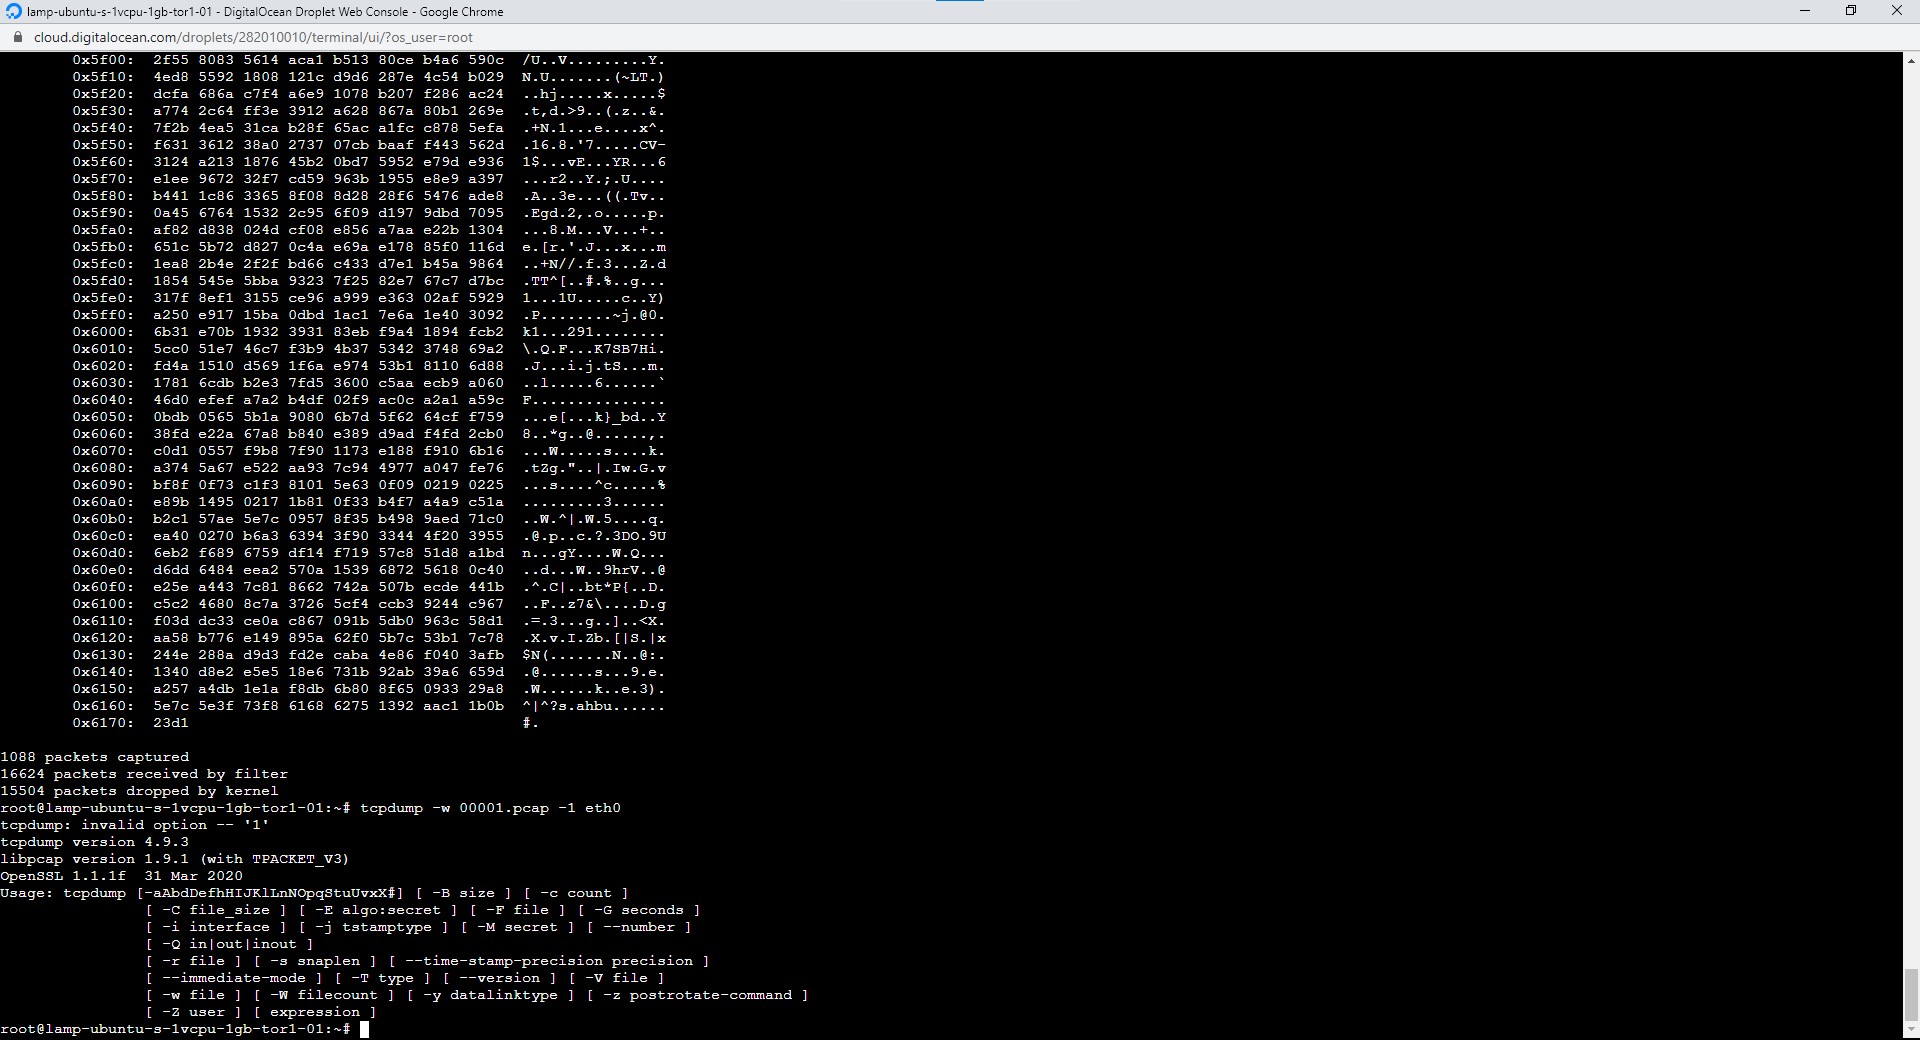 lamp-ubuntu-s-1vcpu-1gb-tor1-01 - DigitalOcean Droplet Web Console - Google Chrome
cloud.digitalocean.com/droplets/282010010/terminal/ui/?os_user=root
0x5f00:  2f55 8083 5614 aca1 b513 80ce b4a6 590c  /U..V.........Y.
0x5f10:  4ed8 5592 1808 121c d9d6 287e 4c54 b029  N.U.......(~LT.)
0x5f20:  dcfa 686a c7f4 a6e9 1078 b207 f286 ac24  ..hj.....x.....$
0x5f30:  a774 2c64 ff3e 3912 a628 867a 80b1 269e  .t,d.>9..(.z..&.
0x5f40:  7f2b 4ea5 31ca b28f 65ac a1fc c878 5efa  .+N.1...e....x^.
0x5f50:  f631 3612 38a0 2737 07cb baaf f443 562d  .16.8.'7.....CV-
0x5f60:  3124 a213 1876 45b2 0bd7 5952 e79d e936  1$...vE...YR...6
0x5f70:  e1ee 9672 32f7 cd59 963b 1955 e8e9 a397  ...r2..Y.;.U....
0x5f80:  b441 1c86 3365 8f08 8d28 28f6 5476 ade8  .A..3e...((.Tv..
0x5f90:  0a45 6764 1532 2c95 6f09 d197 9dbd 7095  .Egd.2,.o.....p.
0x5fa0:  af82 d838 024d cf08 e856 a7aa e22b 1304  ...8.M...V...+..
0x5fb0:  651c 5b72 d827 0c4a e69a e178 85f0 116d  e.[r.'.J...x...m
0x5fc0:  1ea8 2b4e 2f2f bd66 c433 d7e1 b45a 9864  ..+N//.f.3...Z.d
0x5fd0:  1854 545e 5bba 9323 7f25 82e7 67c7 d7bc  .TT^[..#.%..g...
0x5fe0:  317f 8ef1 3155 ce96 a999 e363 02af 5929  1...1U.....c..Y)
0x5ff0:  a250 e917 15ba 0dbd 1ac1 7e6a 1e40 3092  .P........~j.@0.
0x6000:  6b31 e70b 1932 3931 83eb f9a4 1894 fcb2  k1...291........
0x6010:  5cc0 51e7 46c7 f3b9 4b37 5342 3748 69a2  \.Q.F...K7SB7Hi.
0x6020:  fd4a 1510 d569 1f6a e974 53b1 8110 6d88  .J...i.j.tS...m.
0x6030:  1781 6cdb b2e3 7fd5 3600 c5aa ecb9 a060  ..l.....6......`
0x6040:  46d0 efef a7a2 b4df 02f9 ac0c a2a1 a59c  F...............
0x6050:  0bdb 0565 5b1a 9080 6b7d 5f62 64cf f759  ...e[...k}_bd..Y
0x6060:  38fd e22a 67a8 b840 e389 d9ad f4fd 2cb0  8..*g..@......,.
0x6070:  c0d1 0557 f9b8 7f90 1173 e188 f910 6b16  ...W.....s....k.
0x6080:  a374 5a67 e522 aa93 7c94 4977 a047 fe76  .tZg."..|.Iw.G.v
0x6090:  bf8f 0f73 c1f3 8101 5e63 0f09 0219 0225  ...s....^c.....%
0x60a0:  e89b 1495 0217 1b81 0f33 b4f7 a4a9 c51a  .........3......
0x60b0:  b2c1 57ae 5e7c 0957 8f35 b498 9aed 71c0  ..W.^|.W.5....q.
0x60c0:  ea40 0270 b6a3 6394 3f90 3344 4f20 3955  .@.p..c.?.3DO.9U
0x60d0:  6eb2 f689 6759 df14 f719 57c8 51d8 a1bd  n...gY....W.Q...
0x60e0:  d6dd 6484 eea2 570a 1539 6872 5618 0c40  ..d...W..9hrV..@
0x60f0:  e25e a443 7c81 8662 742a 507b ecde 441b  .^.C|..bt*P{..D.
0x6100:  c5c2 4680 8c7a 3726 5cf4 ccb3 9244 c967  ..F..z7&\....D.g
0x6110:  f03d dc33 ce0a c867 091b 5db0 963c 58d1  .=.3...g..]..<X.
0x6120:  aa58 b776 e149 895a 62f0 5b7c 53b1 7c78  .X.v.I.Zb.[|S.|x
0x6130:  244e 288a d9d3 fd2e caba 4e86 f040 3afb  $N(.......N..@:.
0x6140:  1340 d8e2 e5e5 18e6 731b 92ab 39a6 659d  .@......s...9.e.
0x6150:  a257 a4db 1e1a f8db 6b80 8f65 0933 29a8  .W......k..e.3).
0x6160:  5e7c 5e3f 73f8 6168 6275 1392 aac1 1b0b  ^|^?s.ahbu......
0x6170:  23d1  #.
1088 packets captured
16624 packets received by filter
15504 packets dropped by kernel
root@lamp-ubuntu-s-1vcpu-1gb-tor1-01:~# tcpdump -w 00001.pcap -1 eth0
tcpdump: invalid option -- '1'
tcpdump version 4.9.3
libpcap version 1.9.1 (with TPACKET_V3)
OpenSSL 1.1.1f  31 Mar 2020
Usage: tcpdump [-aAbdDefhHIJKlLnNOpqStuUvxX#] [ -B size ] [ -c count ]
[ -C file_size ] [ -E algo:secret ] [ -F file ] [ -G seconds ]
[ -i interface ] [ -j tstamptype ] [ -M secret ] [ --number ]
[ -Q in|out|inout ]
[ -r file ] [ -s snaplen ] [ --time-stamp-precision precision ]
[ --immediate-mode ] [ -T type ] [ --version ] [ -V file ]
[ -w file ] [ -W filecount ] [ -y datalinktype ] [ -z postrotate-command ]
[ -Z user ] [ expression ]
root@lamp-ubuntu-s-1vcpu-1gb-tor1-01:~#